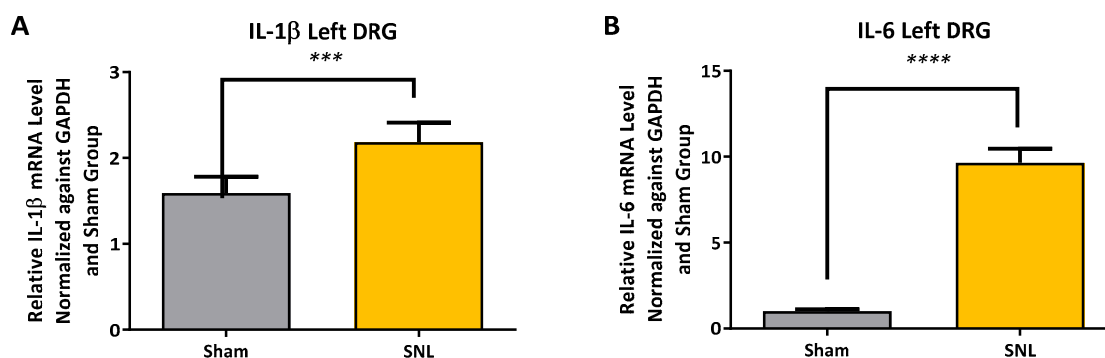 A
IL-1β Left DRG
***
Relative IL-1β mRNA Level
Normalized against GAPDH
and Sham Group
3
2
1
0
Sham
SNL
B
IL-6 Left DRG
****
Relative IL-6 mRNA Level
Normalized against GAPDH
and Sham Group
15
10
5
0
Sham
SNL